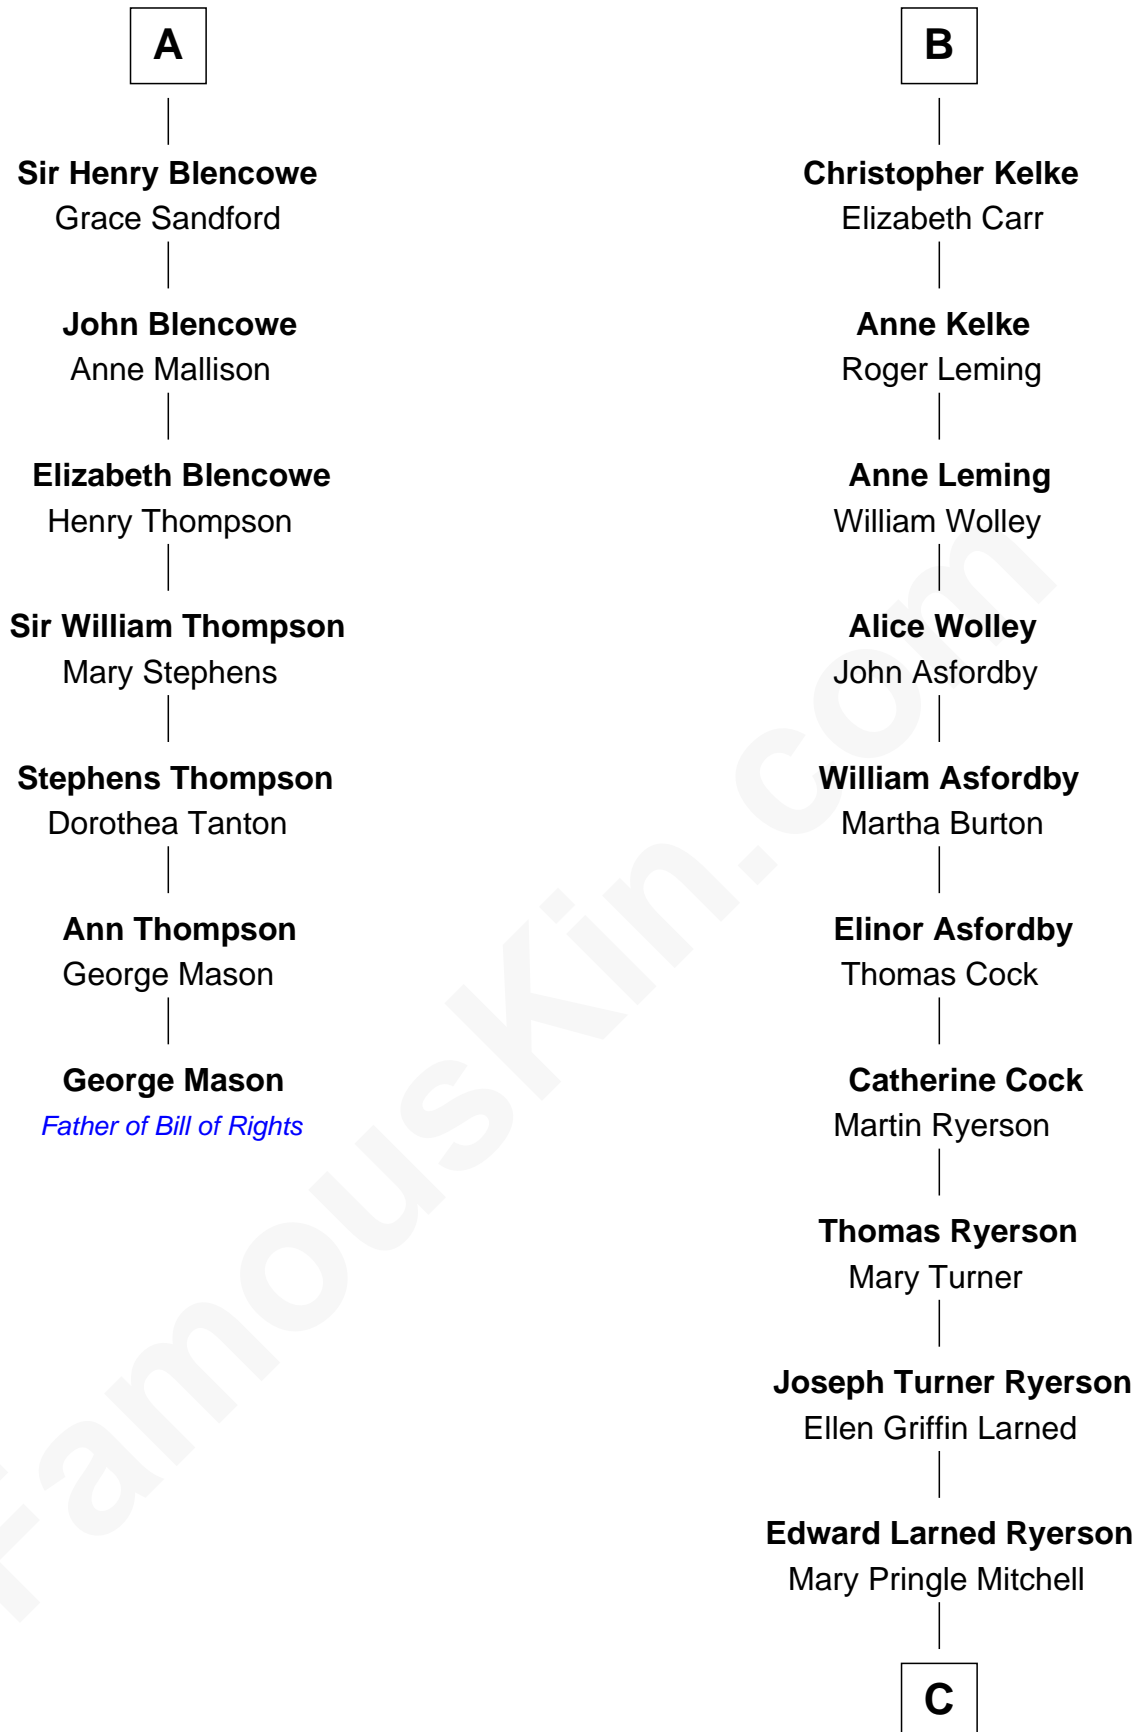 A
Sir Henry Blencowe
Grace Sandford
John Blencowe
Anne Mallison
Elizabeth Blencowe
Henry Thompson
Sir William Thompson
Mary Stephens
Stephens Thompson
Dorothea Tanton
Ann Thompson
George Mason
George Mason
Father of Bill of Rights
B
Christopher Kelke
Elizabeth Carr
Anne Kelke
Roger Leming
Anne Leming
William Wolley
Alice Wolley
John Asfordby
William Asfordby
Martha Burton
Elinor Asfordby
Thomas Cock
Catherine Cock
Martin Ryerson
Thomas Ryerson
Mary Turner
Joseph Turner Ryerson
Ellen Griffin Larned
Edward Larned Ryerson
Mary Pringle Mitchell
C
FamousKin.com